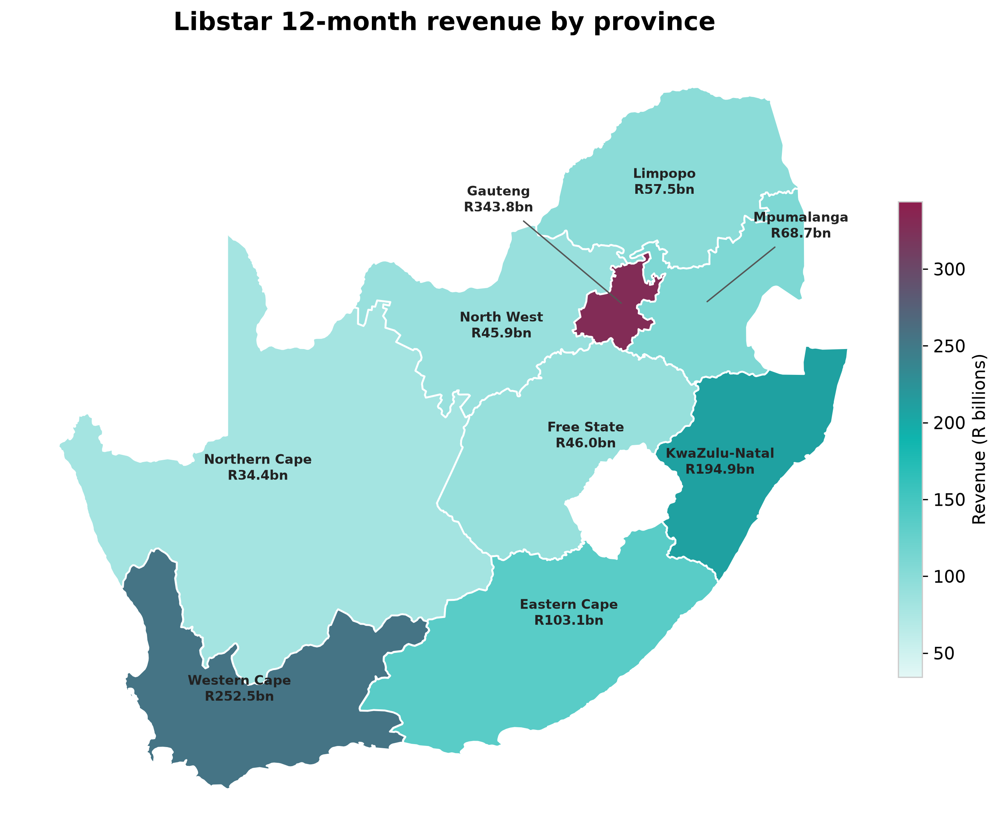 Libstar 12-month revenue by province
Limpopo
R57.5bn
Gauteng
R343.8bn
Mpumalanga
R68.7bn
North West
R45.9bn
Free State
R46.0bn
KwaZulu-Natal
R194.9bn
Northern Cape
R34.4bn
Eastern Cape
R103.1bn
Western Cape
R252.5bn
300
250
200
150
100
50
Revenue (R billions)